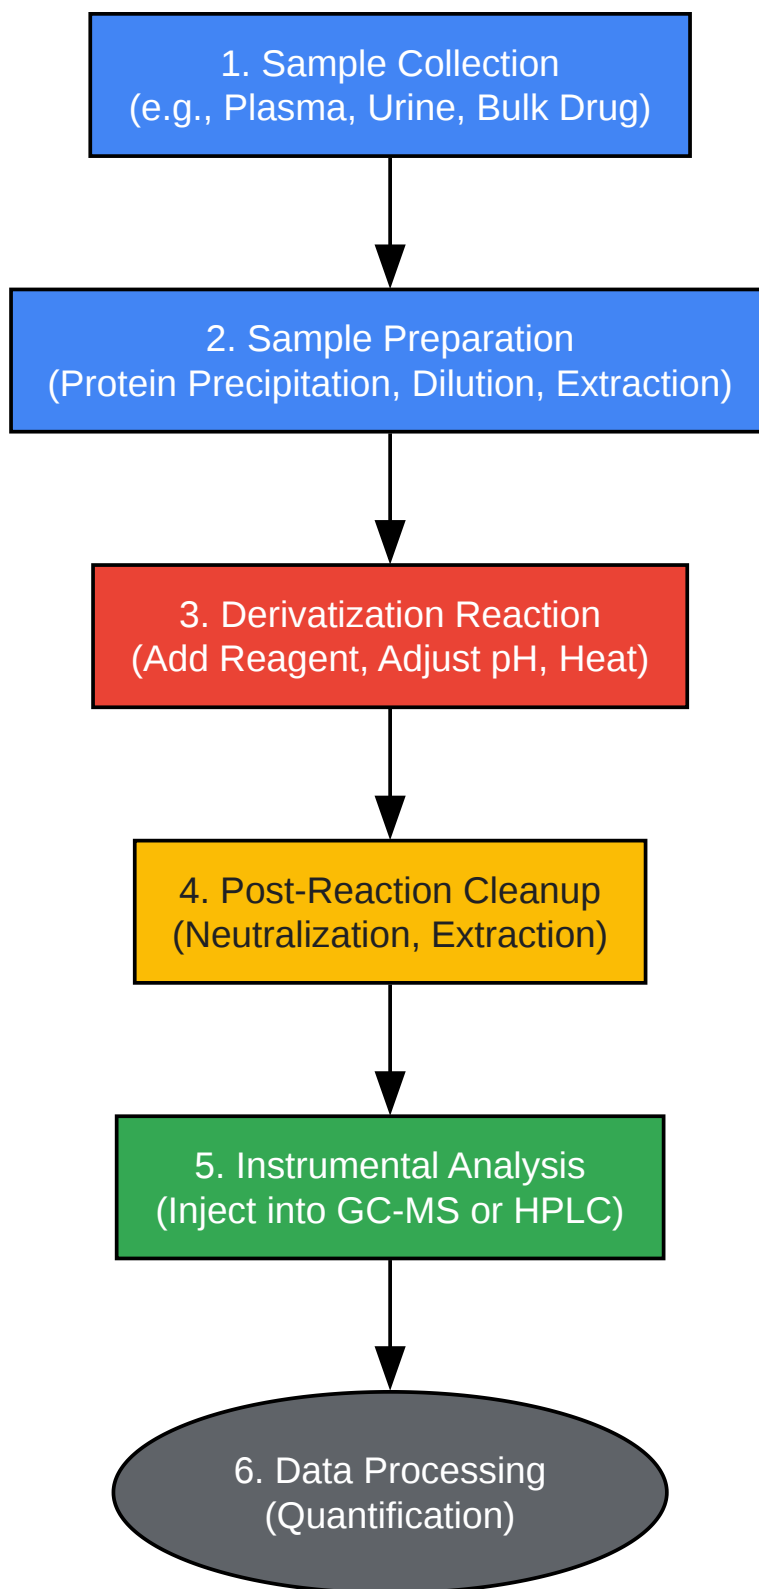 1. Sample Collection
(e.g., Plasma, Urine, Bulk Drug)
2. Sample Preparation
(Protein Precipitation, Dilution, Extraction)
3. Derivatization Reaction
(Add Reagent, Adjust pH, Heat)
4. Post-Reaction Cleanup
(Neutralization, Extraction)
5. Instrumental Analysis
(Inject into GC-MS or HPLC)
6. Data Processing
(Quantification)